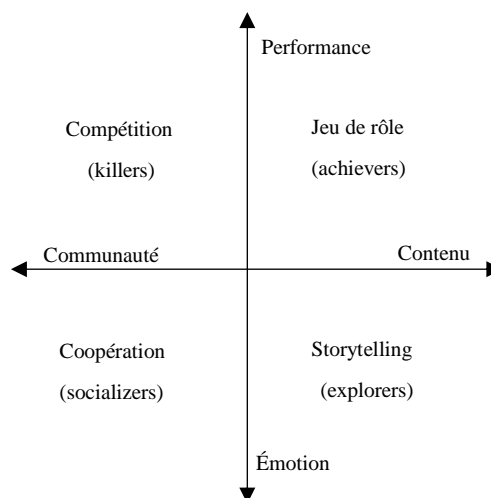 Performance
Compétition
Jeu de rôle
(killers)
(achievers)
Communauté
Contenu
Coopération
Storytelling
(socializers)
(explorers)
Émotion